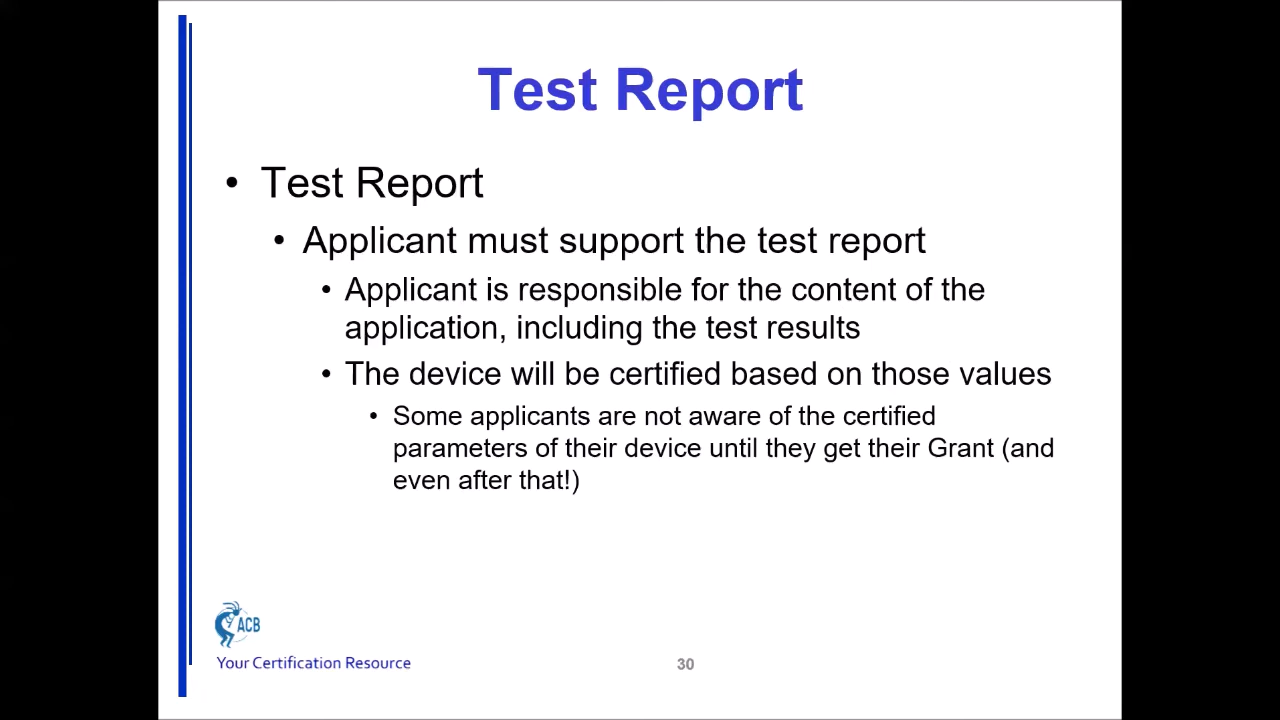 Test Report
• Test Report
• Applicant must support the test report
• Applicant is responsible for the content of the
application, including the test results
• The device will be certified based on those values
• Some applicants are not aware of the certified
parameters of their device until they get their Grant (and
even after that!)
ACB
Your Certification Resource
30